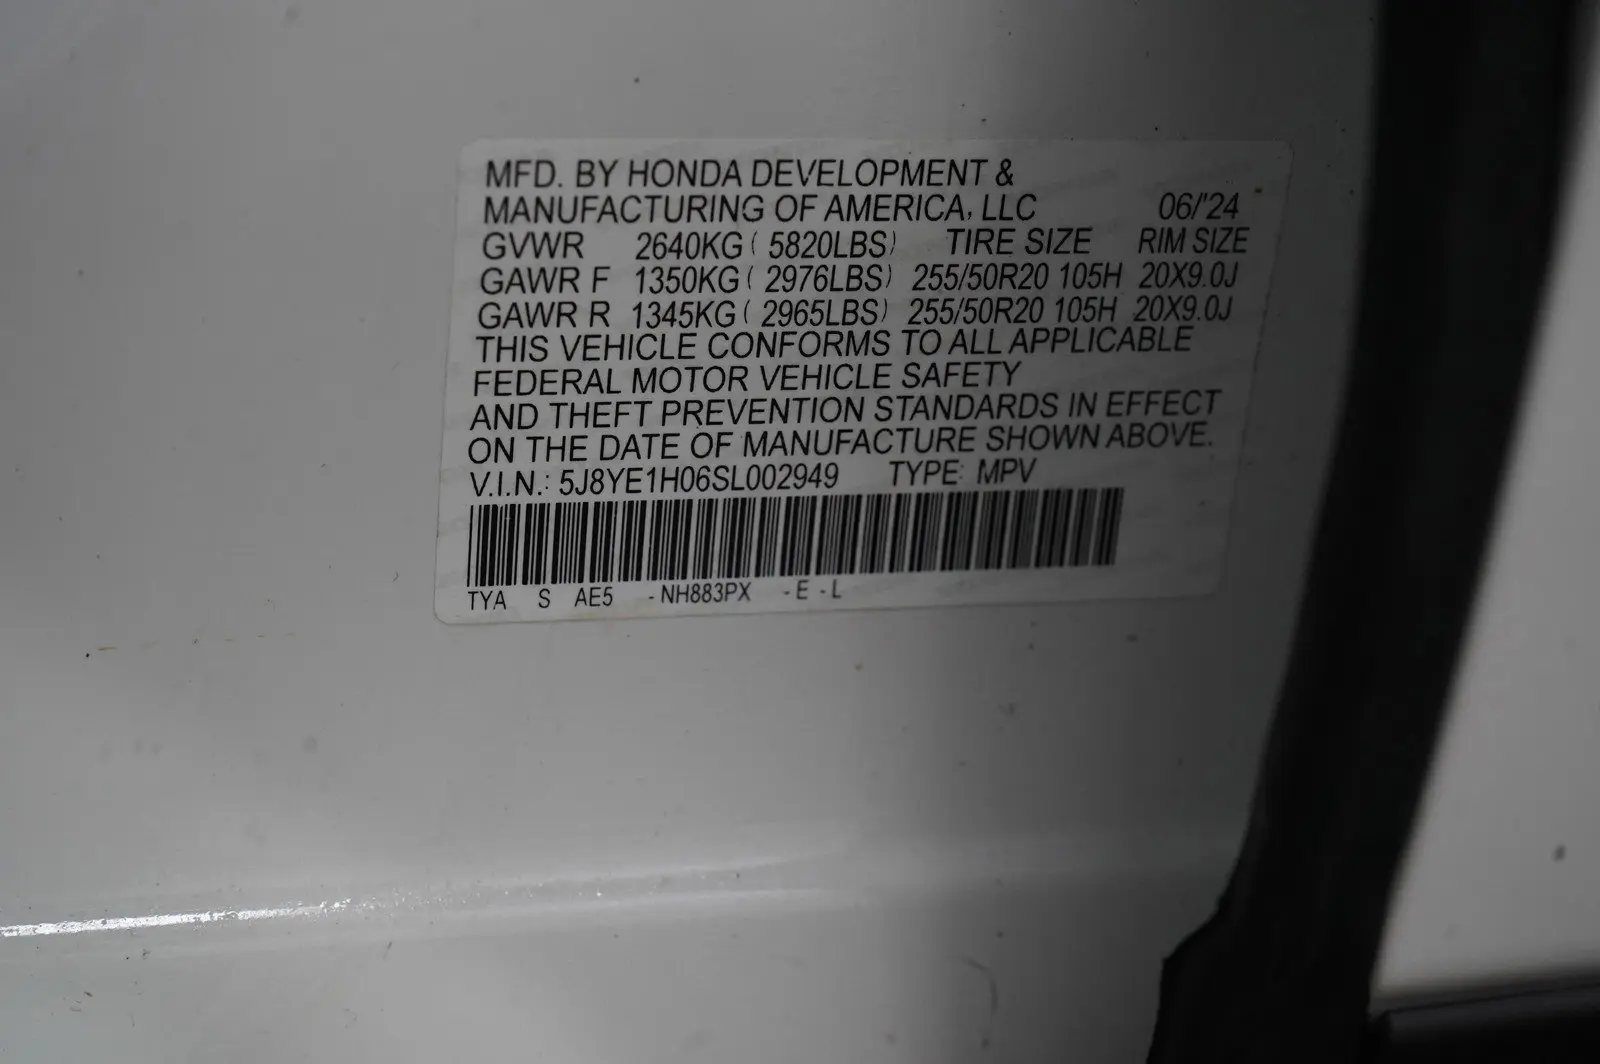 MFD. BY HONDA DEVELOPMENT &
MANUFACTURING OF AMERICA, LLC 06/'24
GVWR 2640KG ( 5820LBS) TIRE SIZE RIM SIZE
GAWR F 1350KG ( 2976LBS) 255/50R20 105H 20X9.0J
GAWR R 1345KG ( 2965LBS) 255/50R20 105H 20X9.0J
THIS VEHICLE CONFORMS TO ALL APPLICABLE
FEDERAL MOTOR VEHICLE SAFETY
AND THEFT PREVENTION STANDARDS IN EFFECT
ON THE DATE OF MANUFACTURE SHOWN ABOVE.
V.I.N.: 5J8YE1H06SL002949 TYPE: MPV
TYA S AE5 - NH883PX - E - L